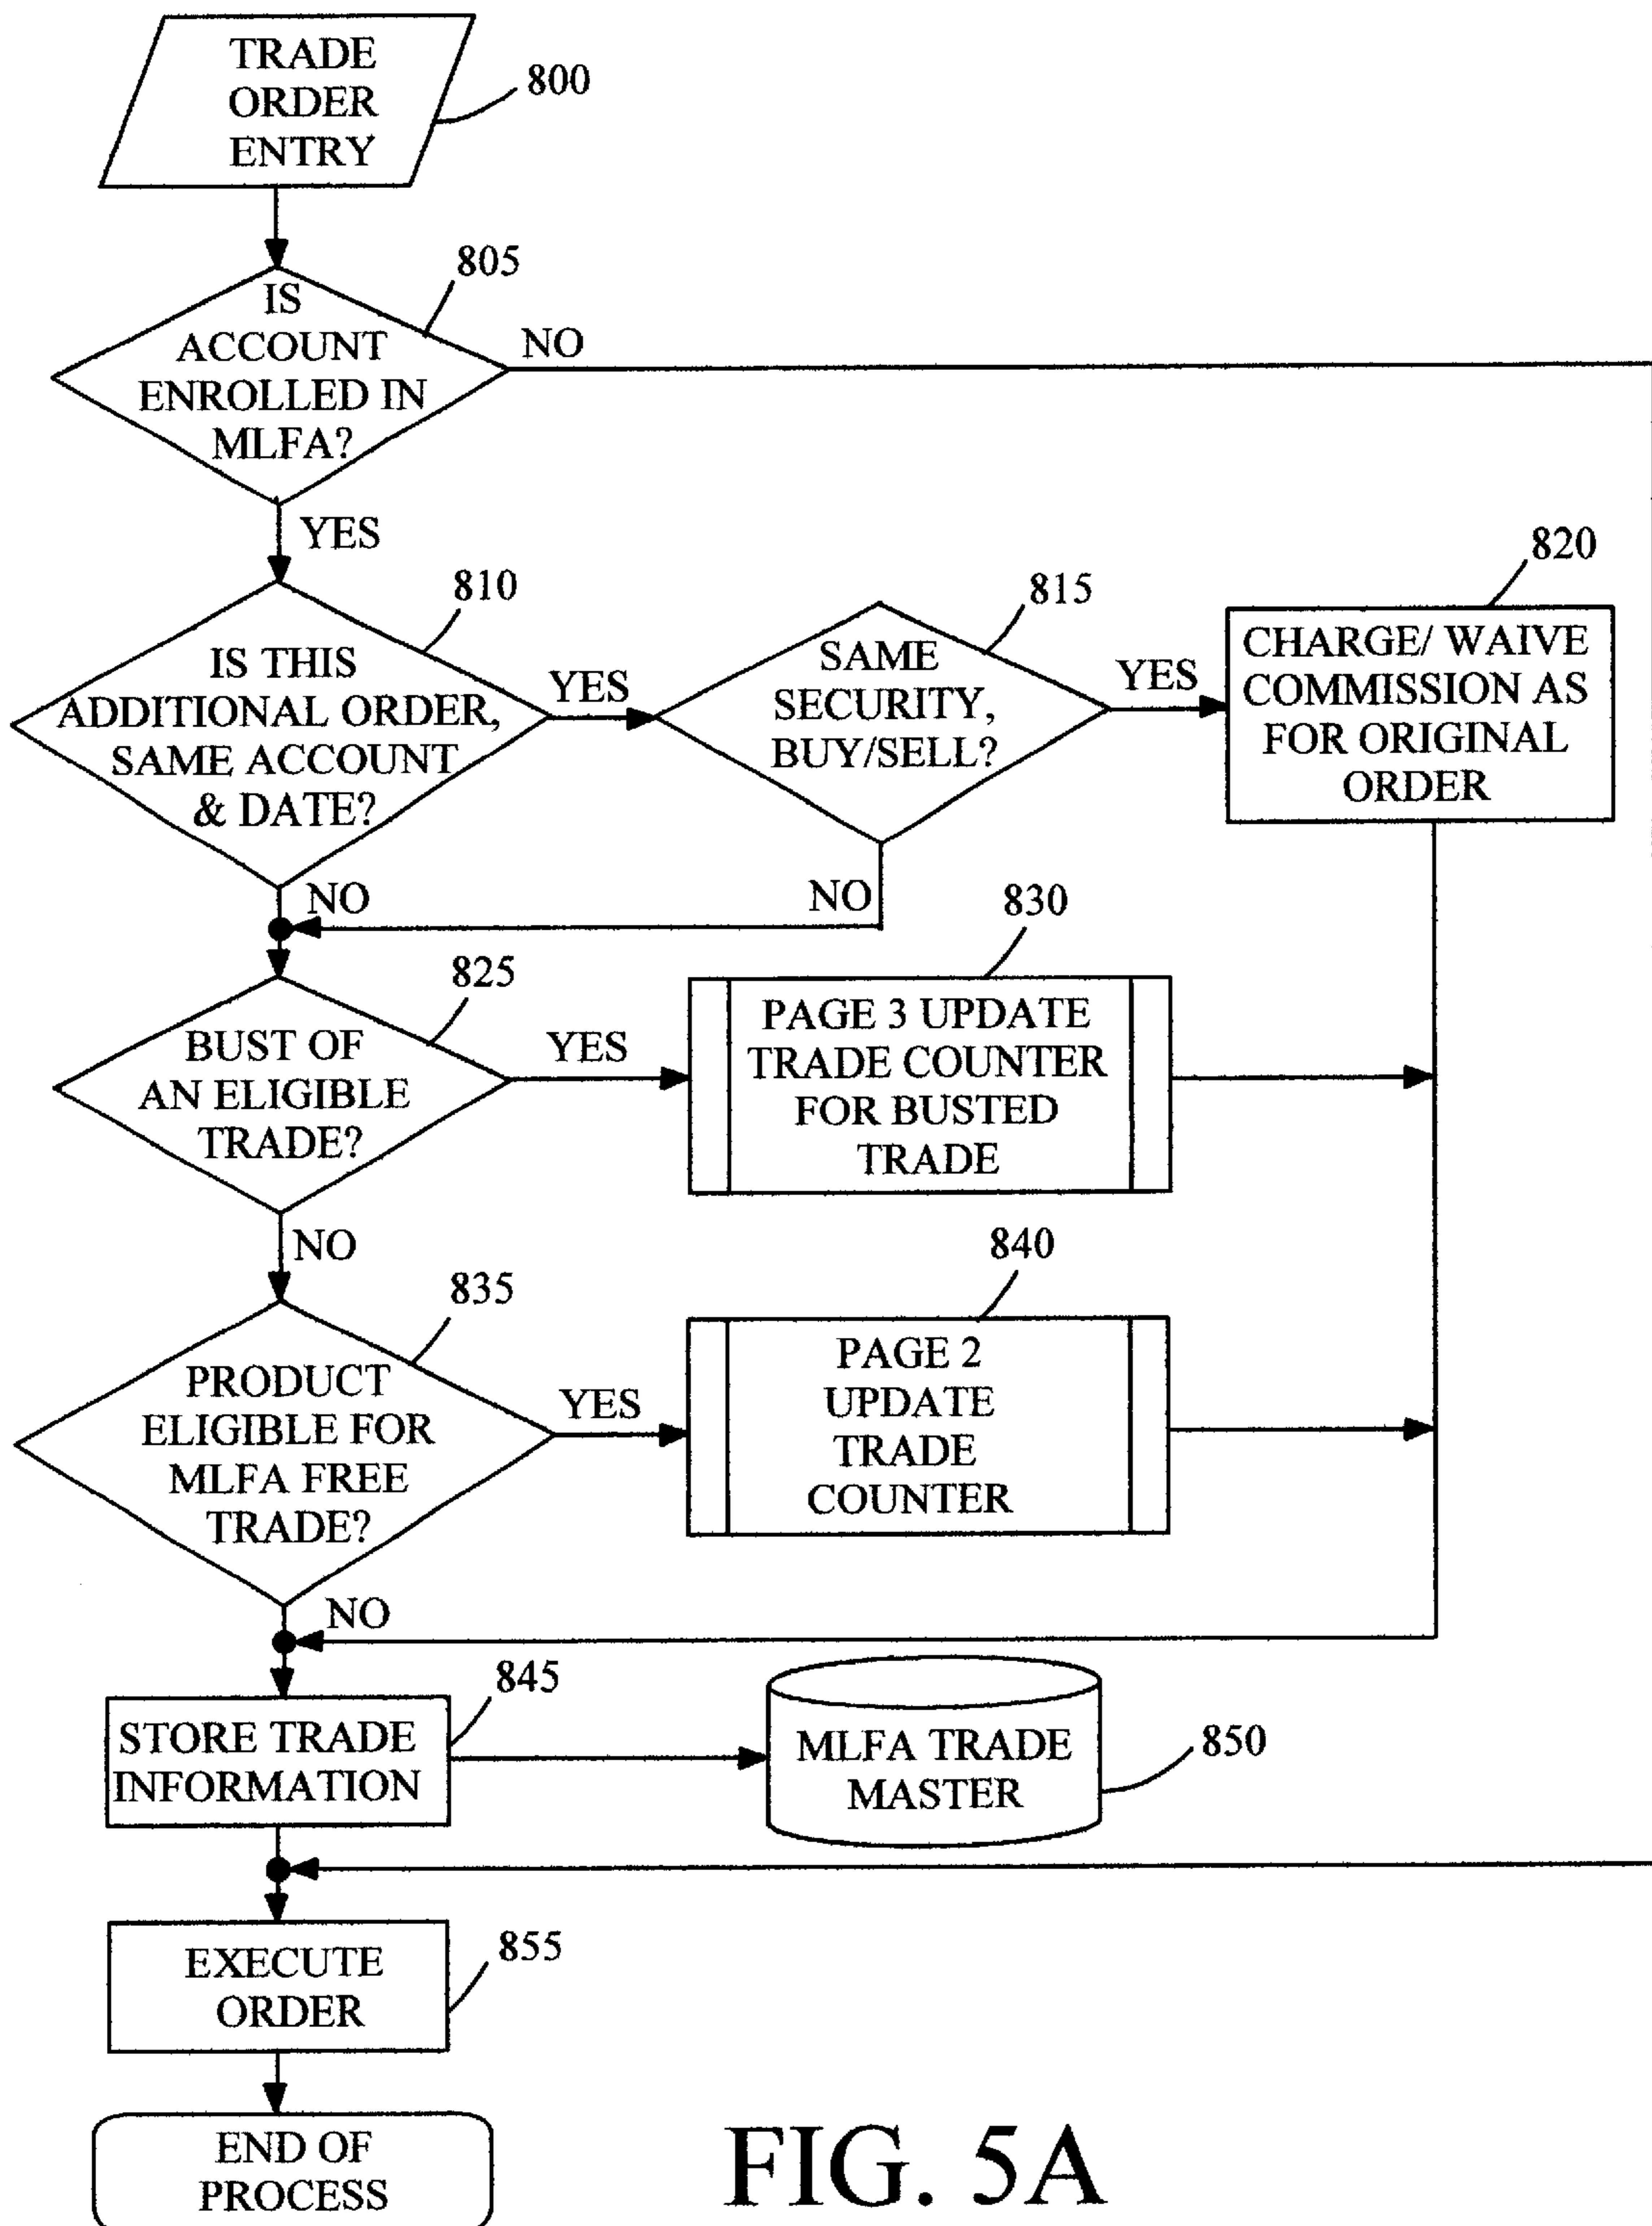 TRADE
ORDER
ENTRY
800
805
IS
ACCOUNT
ENROLLED IN
MLFA?
NO
YES
810
IS THIS
ADDITIONAL ORDER,
SAME ACCOUNT
& DATE?
YES
815
SAME
SECURITY,
BUY/SELL?
YES
820
CHARGE/ WAIVE
COMMISSION AS
FOR ORIGINAL
ORDER
NO
NO
825
BUST OF
AN ELIGIBLE
TRADE?
YES
830
PAGE 3 UPDATE
TRADE COUNTER
FOR BUSTED
TRADE
NO
835
PRODUCT
ELIGIBLE FOR
MLFA FREE
TRADE?
YES
840
PAGE 2
UPDATE
TRADE
COUNTER
NO
845
STORE TRADE
INFORMATION
MLFA TRADE
MASTER
850
EXECUTE
ORDER
855
END OF
PROCESS
FIG. 5A